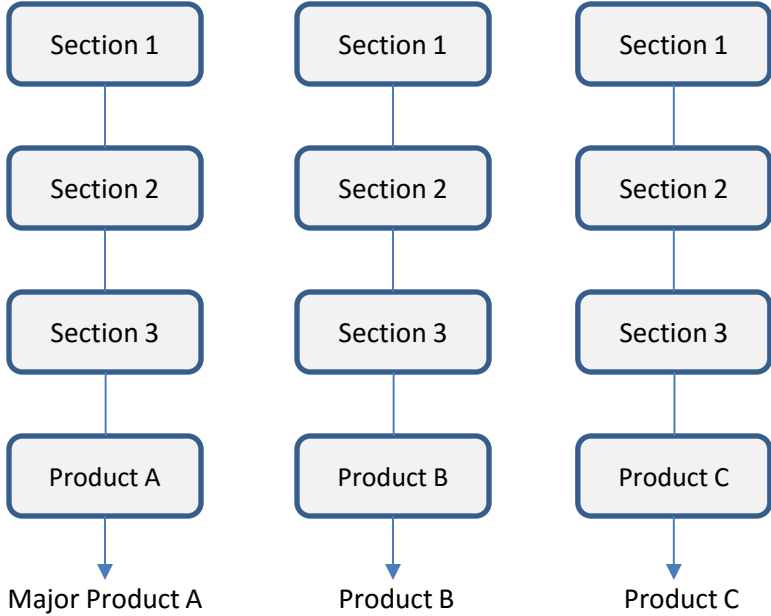 Section 1 Section 1 Section 1
Section 2 Section 2 Section 2
Section 3 Section 3 Section 3
Product A Product B Product C
Major Product A Product B Product C